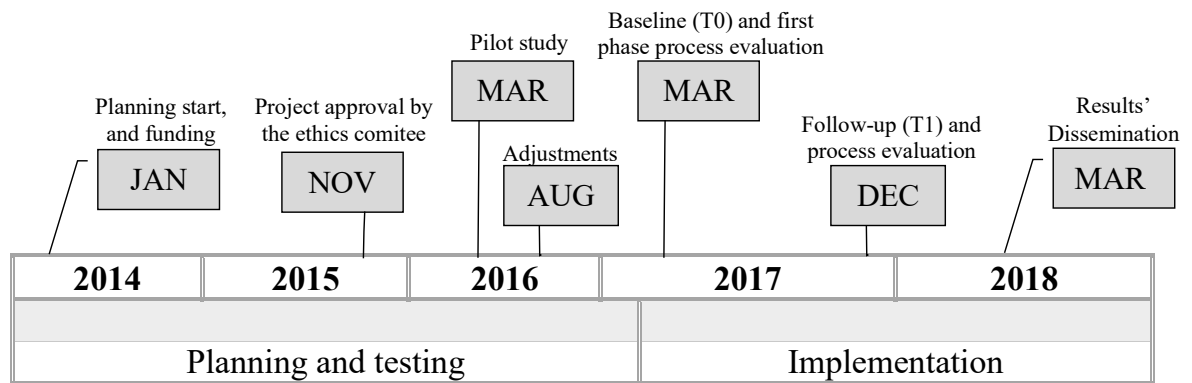 Planning start,
and funding
JAN
Project approval by
the ethics comitee
NOV
Pilot study
MAR
Adjustments
AUG
Baseline (T0) and first
phase process evaluation
MAR
Follow-up (T1) and
process evaluation
DEC
Results’
Dissemination
MAR
2014 2015 2016 2017 2018
Planning and testing Implementation